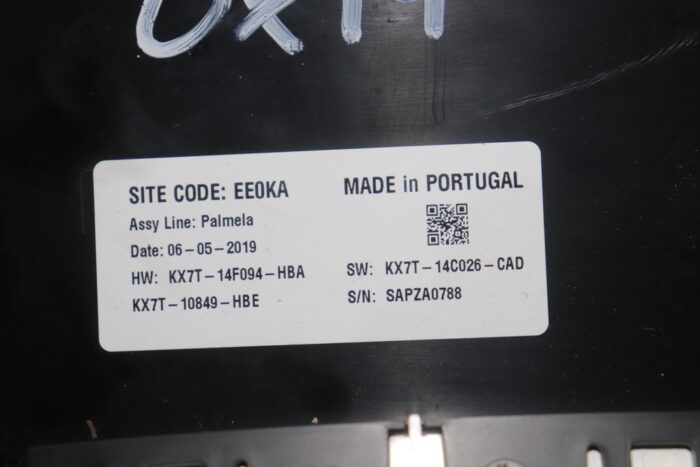 SITE CODE: EE0KA
MADE in PORTUGAL
Assy Line: Palmela
Date: 06-05-2019
HW: KX7T-14F094-HBA
SW: KX7T-14C026-CAD
KX7T-10849-HBE
S/N: SAPZA0788